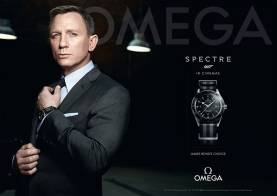 OMEGA
SPECTRE
007
IN CINEMAS
JAMES BOND'S CHOICE
Ω
OMEGA